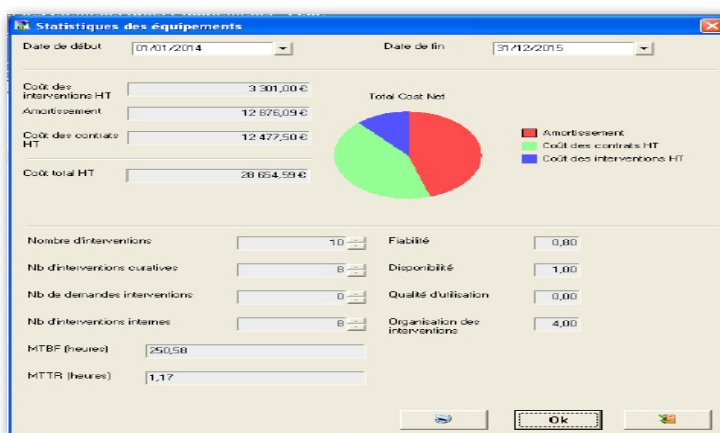 Statistiques des équipements
Date de début 01/01/2014 Date de fin 31/12/2015
Coût des interventions HT 3 301,00 €
Amortissement 12 876,09 €
Coût des contrats HT 12 477,50 €
Coût total HT 28 654,59 €
Total Cost Net
Amortissement
Coût des contrats HT
Coût des interventions HT
Nombre d'interventions 10 Fiabilité 0,80
Nb d'interventions curatives 8 Disponibilité 1,00
Nb de demandes interventions 0 Qualité d'utilisation 0,00
Nb d'interventions internes 8 Organisation des interventions 4,00
MTBF (heures) 250,58
MTTR (heures) 1,17
Ok